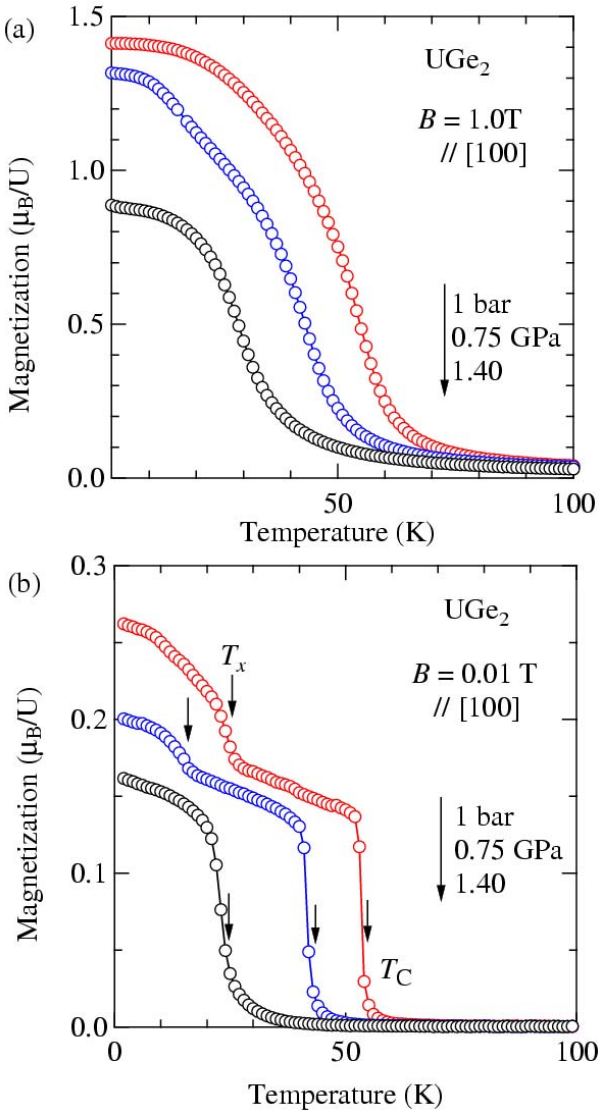 (a)
1.5
1.0
0.5
0.0
Magnetization (μB/U)
UGe2
B = 1.0T
// [100]
1 bar
0.75 GPa
1.40
50
100
Temperature (K)
(b)
0.3
0.2
0.1
0.0
Magnetization (μB/U)
UGe2
Tx
B = 0.01 T
// [100]
1 bar
0.75 GPa
1.40
TC
0
50
100
Temperature (K)